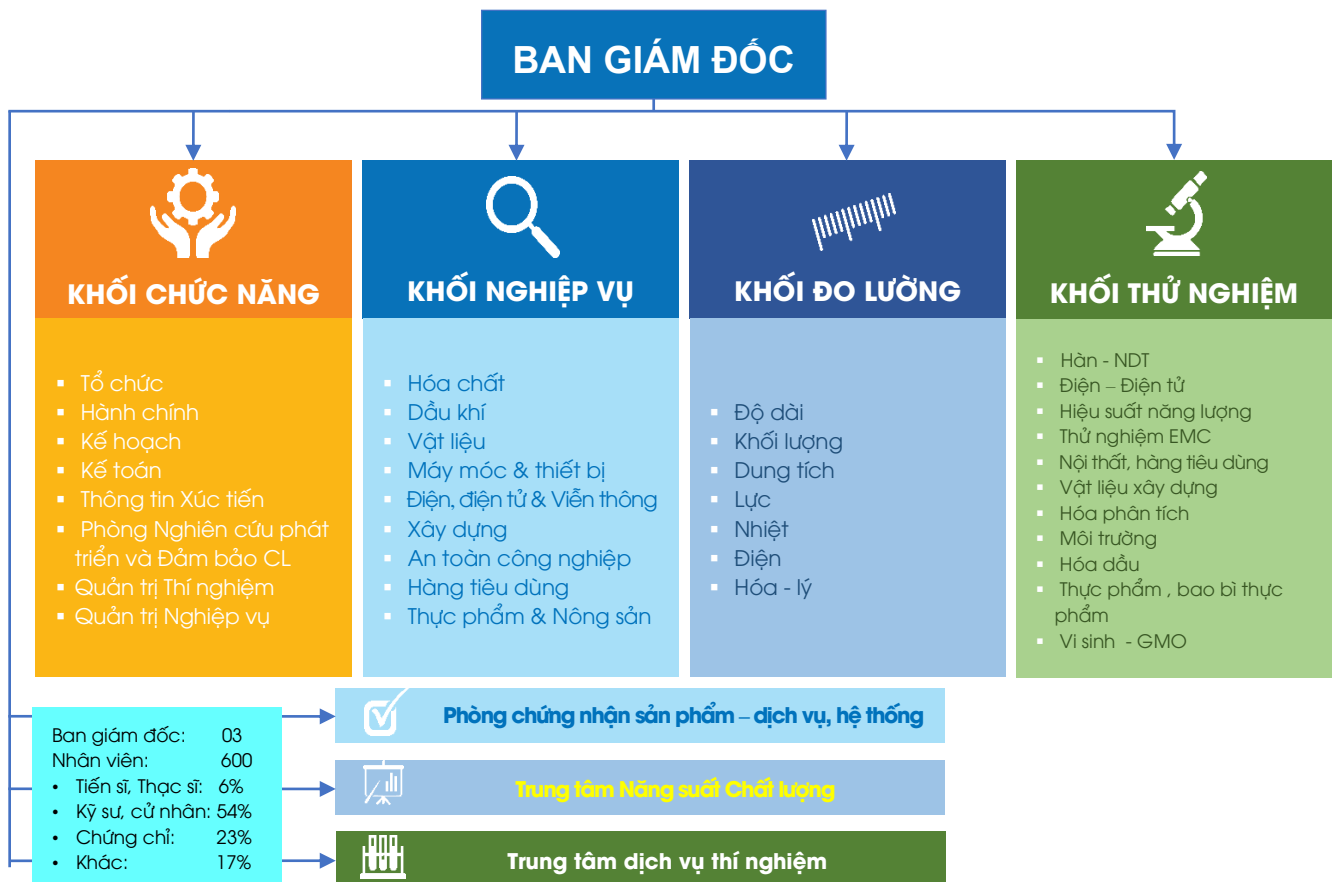 BAN GIÁM ĐỐC
KHỐI CHỨC NĂNG
▪ Tổ chức
▪ Hành chính
▪ Kế hoạch
▪ Kế toán
▪ Thông tin Xúc tiến
▪ Phòng Nghiên cứu phát
triển và Đảm bảo CL
▪ Quản trị Thí nghiệm
▪ Quản trị Nghiệp vụ
KHỐI NGHIỆP VỤ
▪ Hóa chất
▪ Dầu khí
▪ Vật liệu
▪ Máy móc & thiết bị
▪ Điện, điện tử & Viễn thông
▪ Xây dựng
▪ An toàn công nghiệp
▪ Hàng tiêu dùng
▪ Thực phẩm & Nông sản
KHỐI ĐO LƯỜNG
▪ Độ dài
▪ Khối lượng
▪ Dung tích
▪ Lực
▪ Nhiệt
▪ Điện
▪ Hóa - lý
KHỐI THỬ NGHIỆM
▪ Hàn - NDT
▪ Điện – Điện tử
▪ Hiệu suất năng lượng
▪ Thử nghiệm EMC
▪ Nội thất, hàng tiêu dùng
▪ Vật liệu xây dựng
▪ Hóa phân tích
▪ Môi trường
▪ Hóa dầu
▪ Thực phẩm , bao bì thực
phẩm
▪ Vi sinh - GMO
Ban giám đốc: 03
Nhân viên: 600
• Tiến sĩ, Thạc sĩ: 6%
• Kỹ sư, cử nhân: 54%
• Chứng chỉ: 23%
• Khác: 17%
Phòng chứng nhận sản phẩm – dịch vụ, hệ thống
Trung tâm Năng suất Chất lượng
Trung tâm dịch vụ thí nghiệm